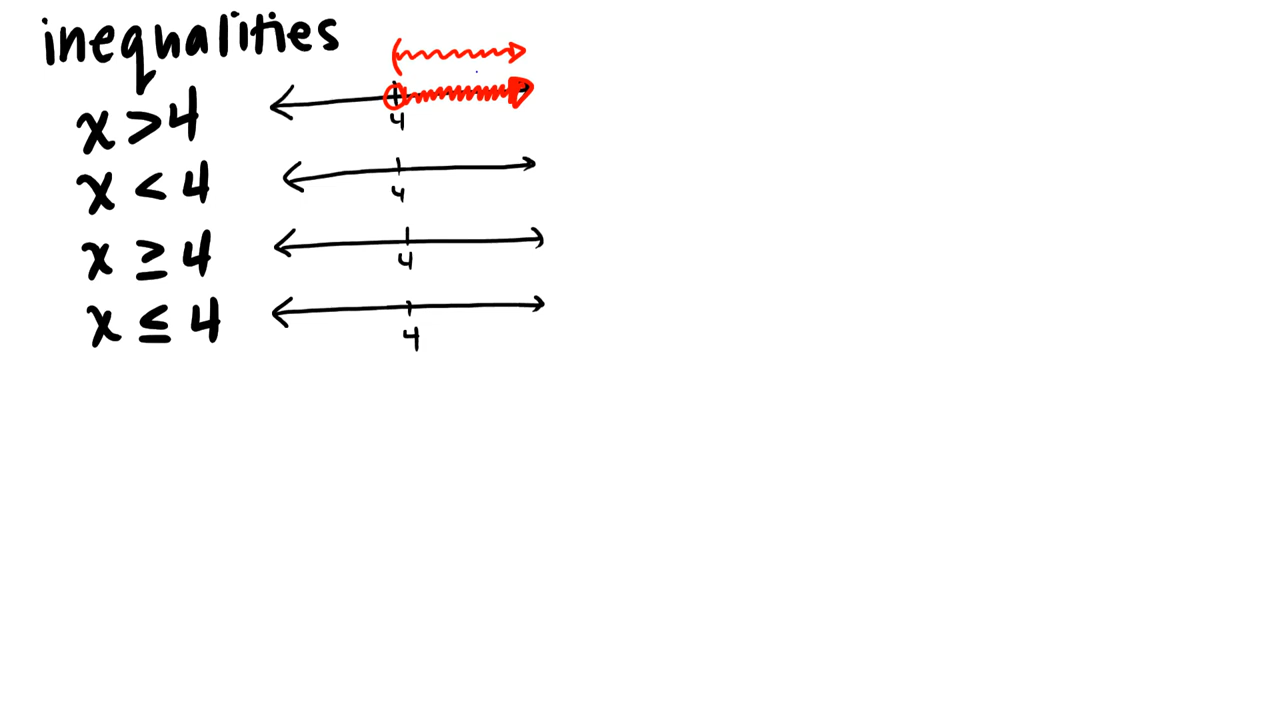 inequalities
x > 4
4
x < 4
4
x ≥ 4
4
x ≤ 4
4